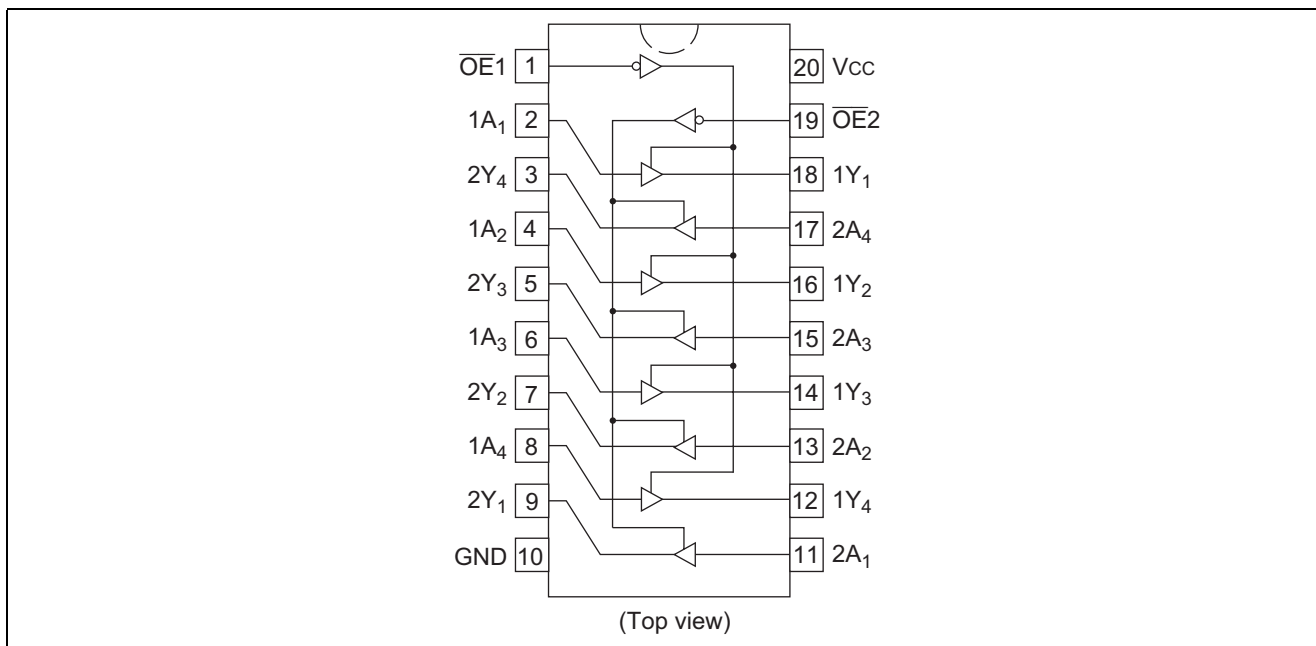 O̅E̅1 1 20 VCC
1A₁ 2 19 O̅E̅2
2Y₄ 3 18 1Y₁
1A₂ 4 17 2A₄
2Y₃ 5 16 1Y₂
1A₃ 6 15 2A₃
2Y₂ 7 14 1Y₃
1A₄ 8 13 2A₂
2Y₁ 9 12 1Y₄
GND 10 11 2A₁
(Top view)